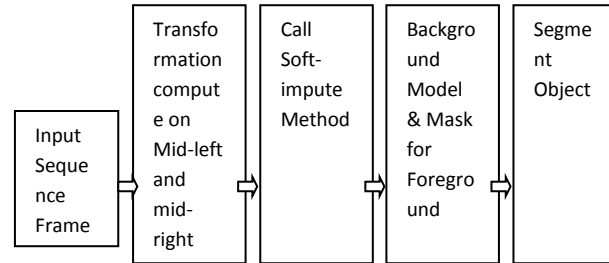 Input
Seque
nce
Frame
Transfo
rmation
comput
e on
Mid-left
and
mid-
right
Call
Soft-
impute
Method
Backgro
und
Model
& Mask
for
Foregro
und
Segme
nt
Object